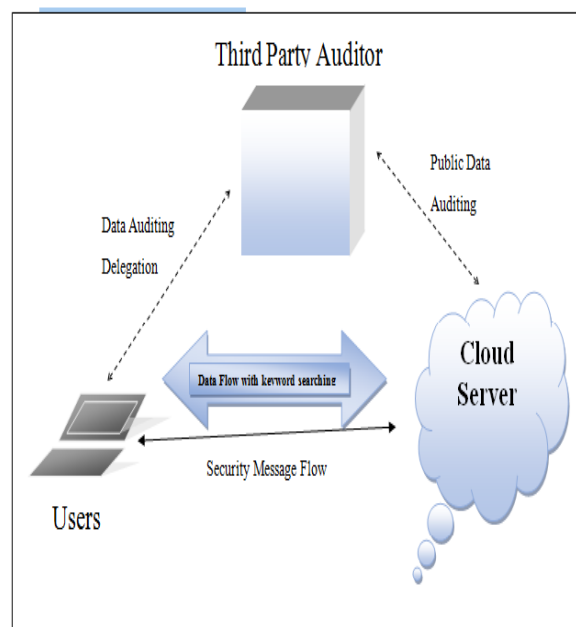 Third Party Auditor
Public Data
Auditing
Data Auditing
Delegation
Data Flow with keyword searching
Cloud
Server
Security Message Flow
Users